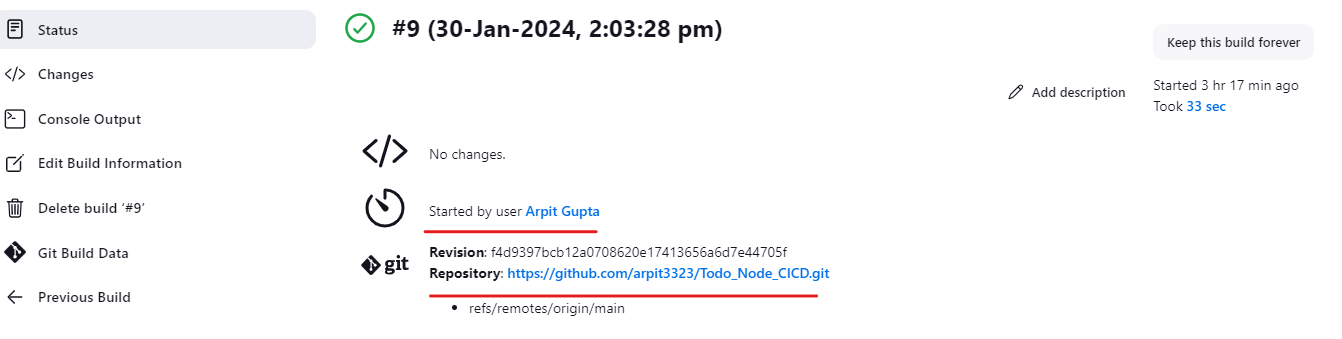 Status
Changes
Console Output
Edit Build Information
Delete build ‘#9’
Git Build Data
Previous Build
#9 (30-Jan-2024, 2:03:28 pm)
Keep this build forever
Add description
Started 3 hr 17 min ago
Took 33 sec
No changes.
Started by user Arpit Gupta
git
Revision: f4d9397bcb12a0708620e17413656a6d7e44705f
Repository: https://github.com/arpit3323/Todo_Node_CICD.git
refs/remotes/origin/main